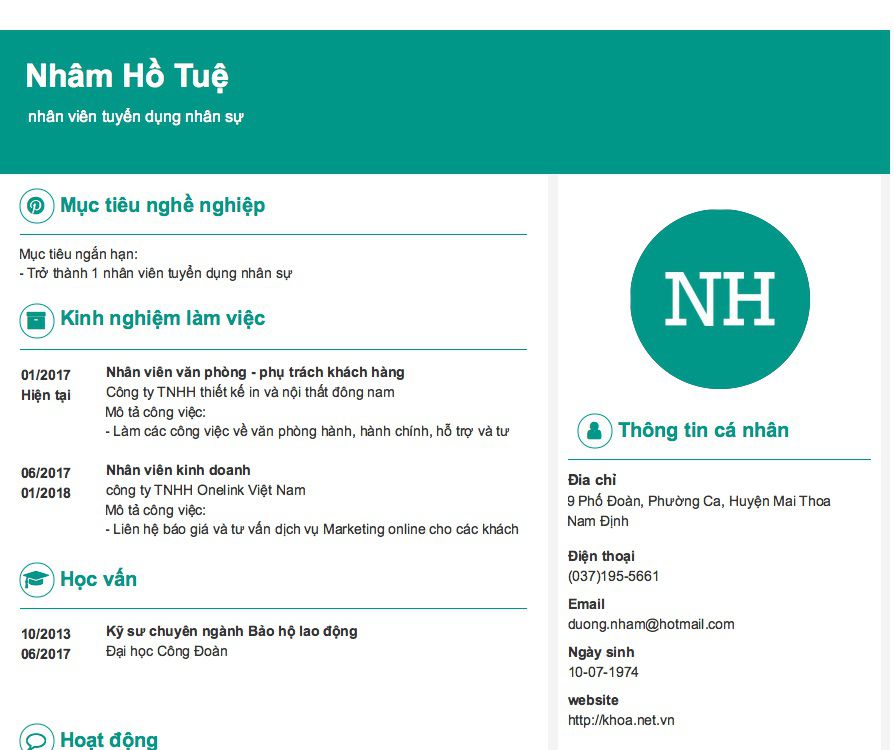 Nhâm Hồ Tuệ
nhân viên tuyển dụng nhân sự
Mục tiêu nghề nghiệp
Mục tiêu ngắn hạn:
- Trở thành 1 nhân viên tuyển dụng nhân sự
Kinh nghiệm làm việc
01/2017
Hiện tại
Nhân viên văn phòng - phụ trách khách hàng
Công ty TNHH thiết kế in và nội thất đông nam
Mô tả công việc:
- Làm các công việc về văn phòng hành, hành chính, hỗ trợ và tư
06/2017
01/2018
Nhân viên kinh doanh
công ty TNHH Onelink Việt Nam
Mô tả công việc:
- Liên hệ báo giá và tư vấn dịch vụ Marketing online cho các khách
Học vấn
10/2013
06/2017
Kỹ sư chuyên ngành Bảo hộ lao động
Đại học Công Đoàn
Hoạt động
NH
Thông tin cá nhân
Địa chỉ
9 Phố Đoàn, Phường Ca, Huyện Mai Thoa
Nam Định
Điện thoại
(037)195-5661
Email
duong.nham@hotmail.com
Ngày sinh
10-07-1974
website
http://khoa.net.vn